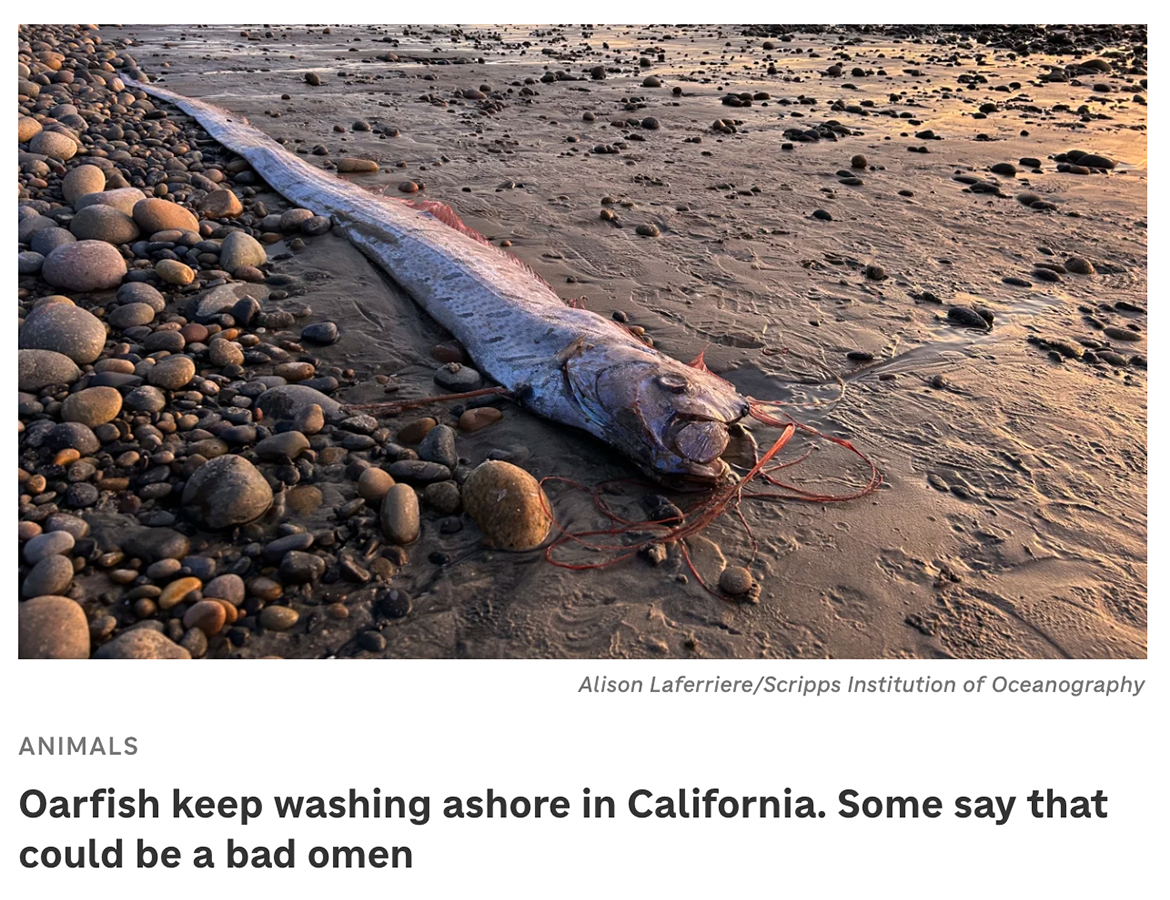 Alison Laferriere/Scripps Institution of Oceanography
ANIMALS
Oarfish keep washing ashore in California. Some say that
could be a bad omen